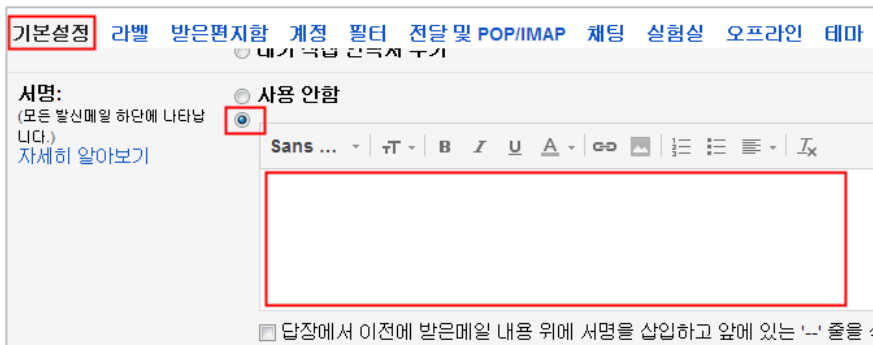 기본설정 라벨 받은편지함 계정 필터 전달 및 POP/IMAP 채팅 실험실 오프라인 테마
서명:
(모든 발신메일 하단에 나타납
니다.)
자세히 알아보기
사용 안함
Sans ... B I U A
답장에서 이전에 받은메일 내용 위에 서명을 삽입하고 앞에 있는 '--' 줄을